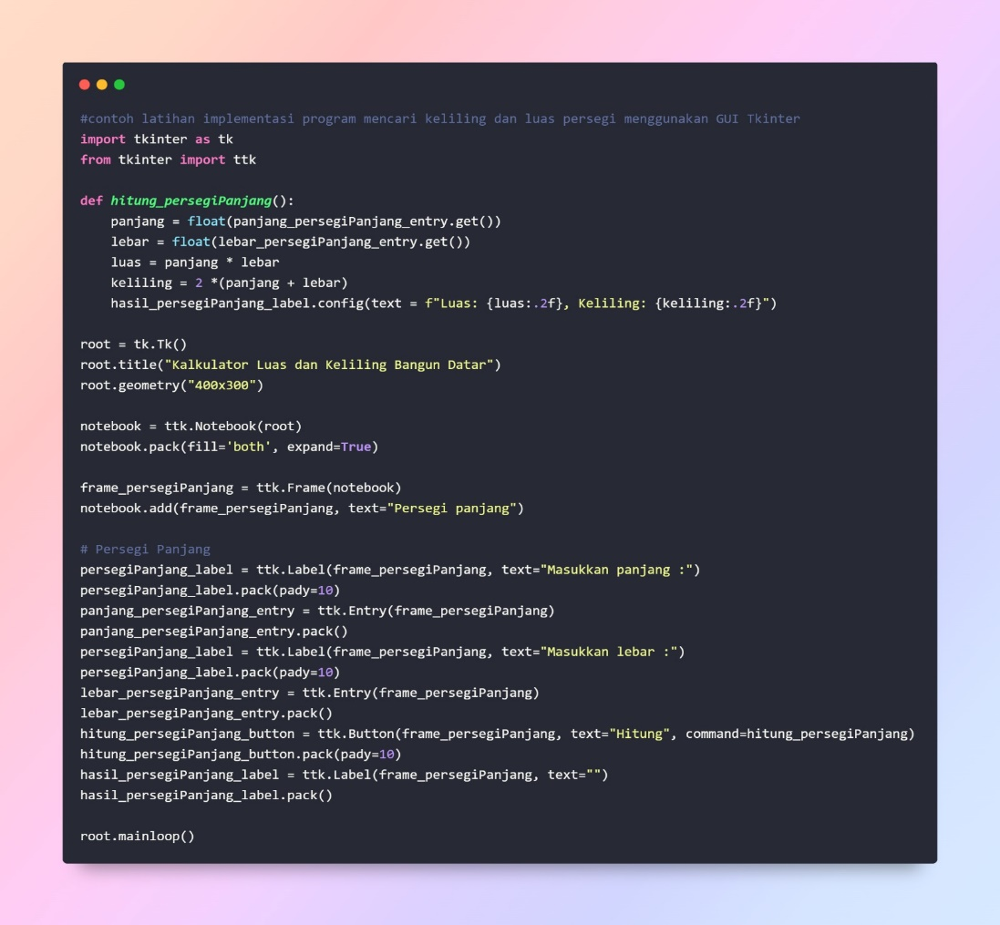 #contoh latihan implementasi program mencari keliling dan luas persegi menggunakan GUI Tkinter
import tkinter as tk
from tkinter import ttk

def hitung_persegiPanjang():
    panjang = float(panjang_persegiPanjang_entry.get())
    lebar = float(lebar_persegiPanjang_entry.get())
    luas = panjang * lebar
    keliling = 2 *(panjang + lebar)
    hasil_persegiPanjang_label.config(text = f"Luas: {luas:.2f}, Keliling: {keliling:.2f}")

root = tk.Tk()
root.title("Kalkulator Luas dan Keliling Bangun Datar")
root.geometry("400x300")

notebook = ttk.Notebook(root)
notebook.pack(fill='both', expand=True)

frame_persegiPanjang = ttk.Frame(notebook)
notebook.add(frame_persegiPanjang, text="Persegi panjang")

# Persegi Panjang
persegiPanjang_label = ttk.Label(frame_persegiPanjang, text="Masukkan panjang :")
persegiPanjang_label.pack(pady=10)
panjang_persegiPanjang_entry = ttk.Entry(frame_persegiPanjang)
panjang_persegiPanjang_entry.pack()
persegiPanjang_label = ttk.Label(frame_persegiPanjang, text="Masukkan lebar :")
persegiPanjang_label.pack(pady=10)
lebar_persegiPanjang_entry = ttk.Entry(frame_persegiPanjang)
lebar_persegiPanjang_entry.pack()
hitung_persegiPanjang_button = ttk.Button(frame_persegiPanjang, text="Hitung", command=hitung_persegiPanjang)
hitung_persegiPanjang_button.pack(pady=10)
hasil_persegiPanjang_label = ttk.Label(frame_persegiPanjang, text="")
hasil_persegiPanjang_label.pack()

root.mainloop()